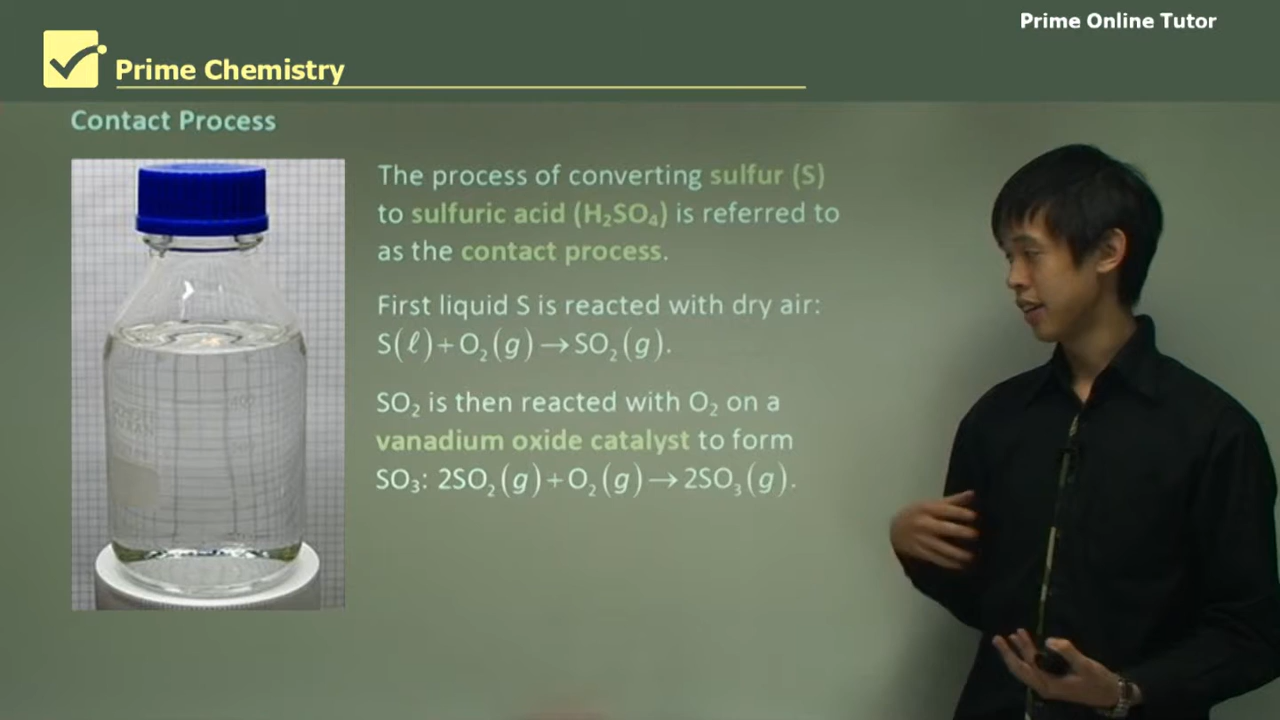 Prime Online Tutor
Prime Chemistry
Contact Process
The process of converting sulfur (S)
to sulfuric acid (H₂SO₄) is referred to
as the contact process.
First liquid S is reacted with dry air:
S(ℓ)+O₂(g)→SO₂(g).
SO₂ is then reacted with O₂ on a
vanadium oxide catalyst to form
SO₃: 2SO₂(g)+O₂(g)→2SO₃(g).